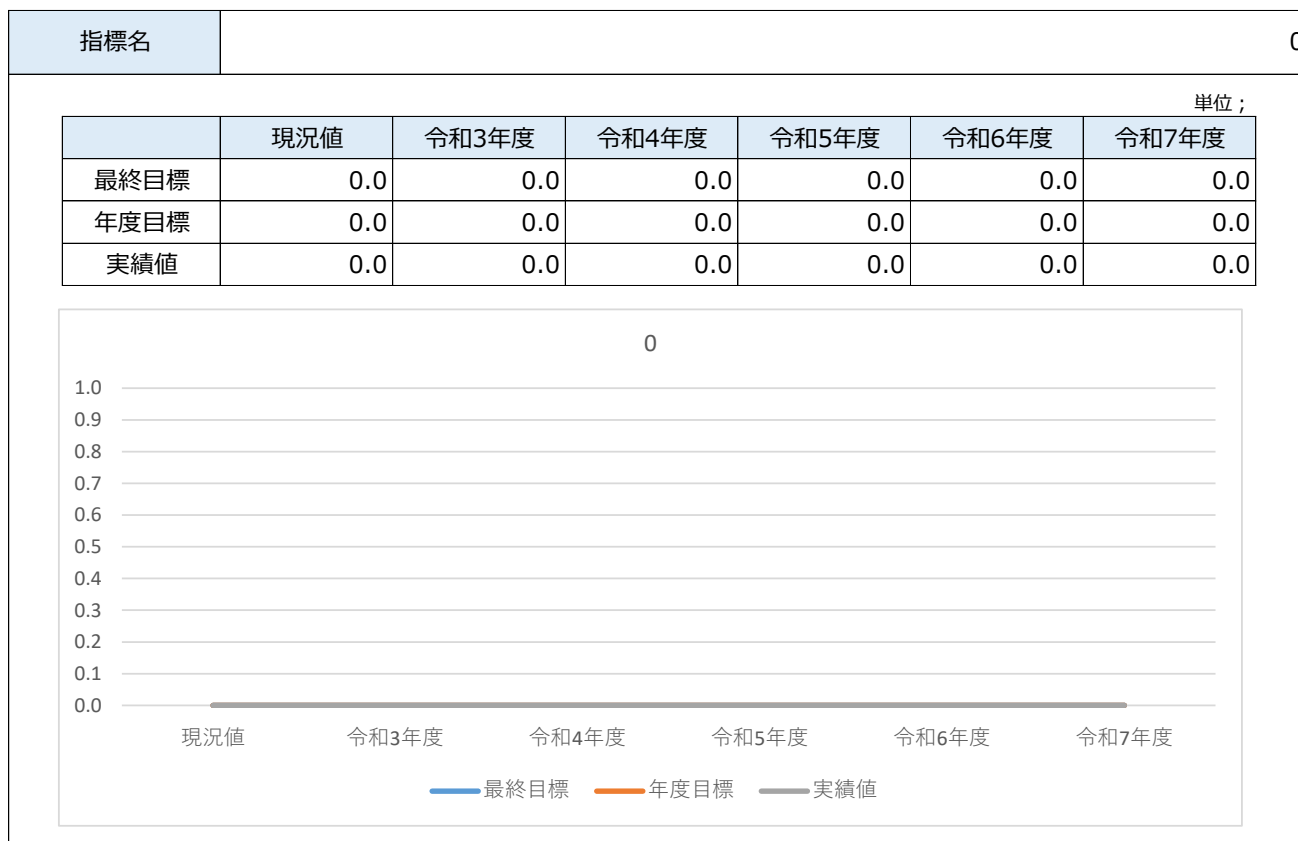 指標名 0
単位；
現況値 令和3年度 令和4年度 令和5年度 令和6年度 令和7年度
最終目標 0.0 0.0 0.0 0.0 0.0 0.0
年度目標 0.0 0.0 0.0 0.0 0.0 0.0
実績値 0.0 0.0 0.0 0.0 0.0 0.0
0
1.0
0.9
0.8
0.7
0.6
0.5
0.4
0.3
0.2
0.1
0.0
現況値 令和3年度 令和4年度 令和5年度 令和6年度 令和7年度
最終目標 年度目標 実績値